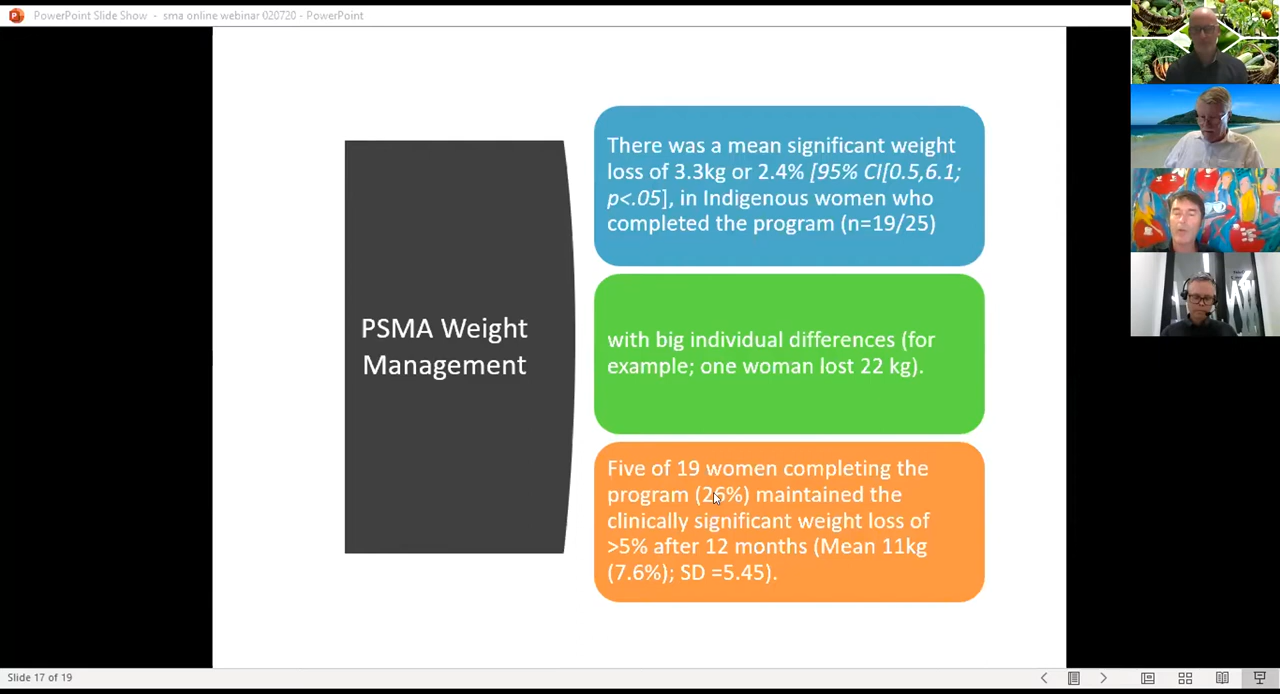 PowerPoint Slide Show - sma online webinar 020720 - PowerPoint
There was a mean significant weight
loss of 3.3kg or 2.4% [95% CI[0.5,6.1;
p<.05], in Indigenous women who
completed the program (n=19/25)
PSMA Weight
Management
with big individual differences (for
example; one woman lost 22 kg).
Five of 19 women completing the
program (26%) maintained the
clinically significant weight loss of
>5% after 12 months (Mean 11kg
(7.6%); SD =5.45).
Slide 17 of 19